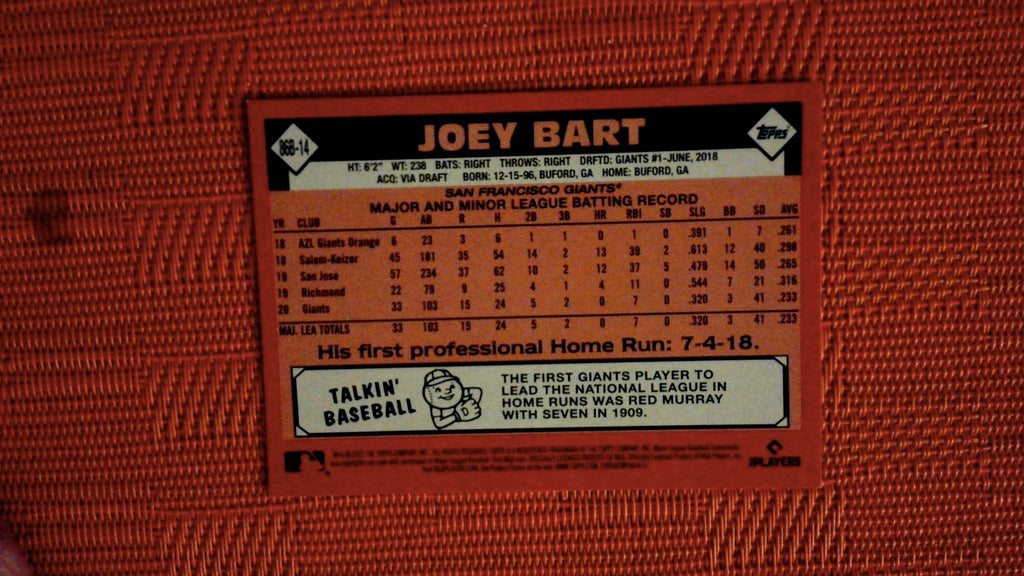 JOEY BART
86B-14
TOPPS
HT: 6'2" WT: 238 BATS: RIGHT THROWS: RIGHT DRFTD: GIANTS #1-JUNE, 2018
ACQ: VIA DRAFT BORN: 12-15-96, BUFORD, GA HOME: BUFORD, GA
SAN FRANCISCO GIANTS®
MAJOR AND MINOR LEAGUE BATTING RECORD
YR CLUB G AB R H 2B 3B HR RBI SB SLG BB SO AVG
18 AZL Giants Orange 6 23 3 6 1 1 0 1 0 .391 1 7 .261
18 Salem-Keizer 45 181 35 54 14 2 13 39 2 .613 12 40 .298
19 San Jose 57 234 37 62 10 2 12 37 5 .479 14 50 .265
19 Richmond 22 79 9 25 4 1 4 11 0 .544 7 21 .316
20 Giants 33 103 15 24 5 2 0 7 0 .320 3 41 .233
MAJ. LEA TOTALS 33 103 15 24 5 2 0 7 0 .320 3 41 .233
His first professional Home Run: 7-4-18.
TALKIN'
BASEBALL
THE FIRST GIANTS PLAYER TO
LEAD THE NATIONAL LEAGUE IN
HOME RUNS WAS RED MURRAY
WITH SEVEN IN 1909.
PLAYERS